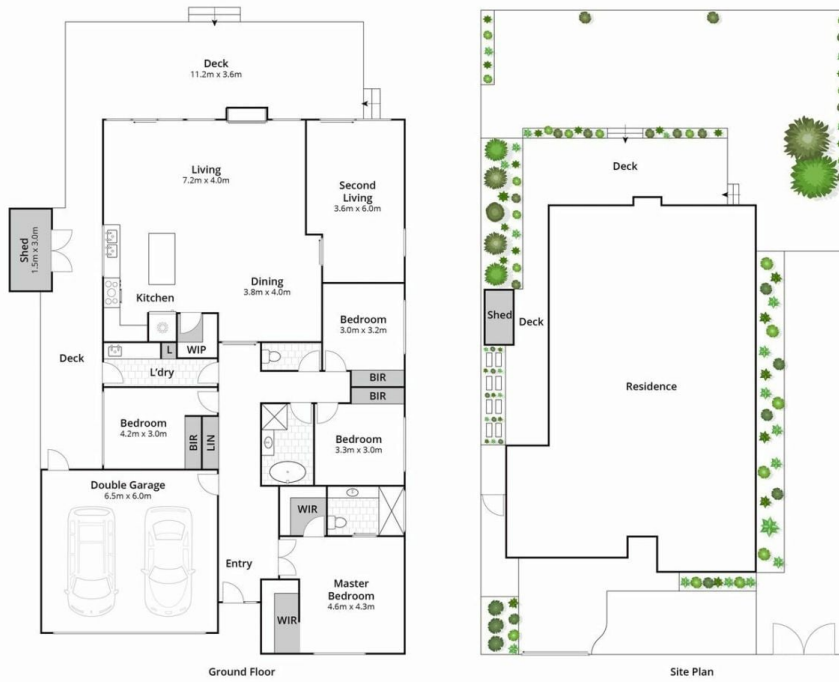 Deck
11.2m x 3.6m
Living
7.2m x 4.0m
Second
Living
3.6m x 6.0m
Shed
1.5m x 3.0m
Dining
3.8m x 4.0m
Kitchen
Bedroom
3.0m x 3.2m
L
WIP
Deck
L'dry
BIR
BIR
Bedroom
4.2m x 3.0m
BIR
LIN
Bedroom
3.3m x 3.0m
Double Garage
6.5m x 6.0m
WIR
Entry
Master
Bedroom
4.6m x 4.3m
WIR
Ground Floor
Deck
Shed
Deck
Residence
Site Plan